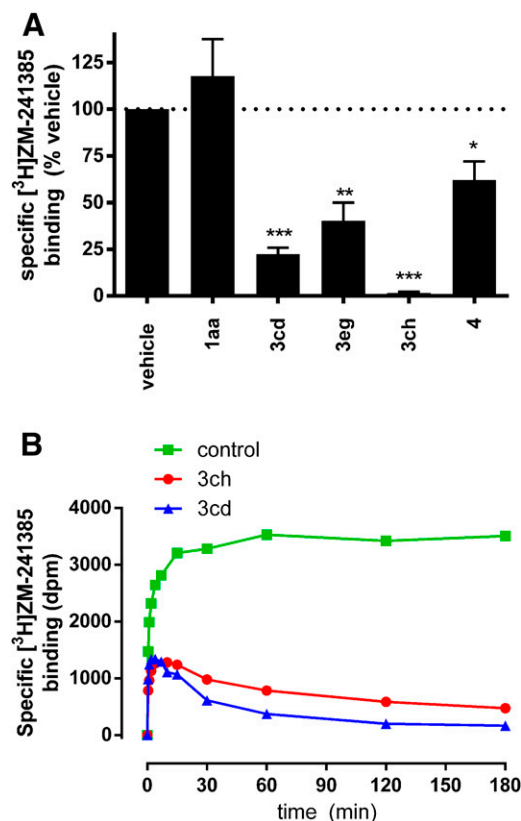 A
specific [³H]ZM-241385
binding (% vehicle)
125
100
75
50
25
0
***
**
***
*
vehicle
1aa
3cd
3eg
3ch
4
B
control
3ch
3cd
Specific [³H]ZM-241385
binding (dpm)
4000
3000
2000
1000
0
0 30 60 90 120 150 180
time (min)